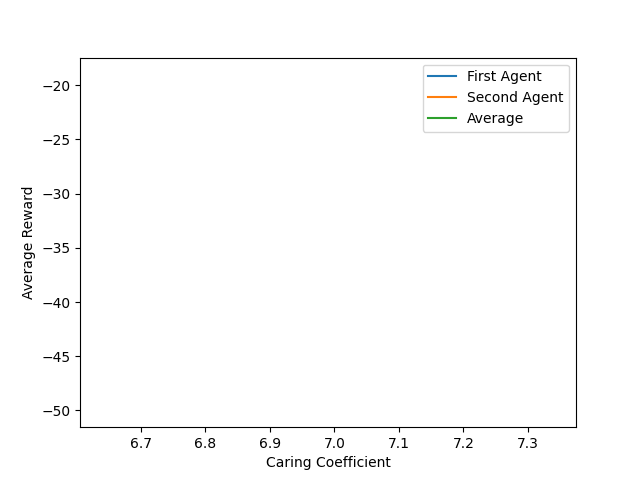 First Agent
Second Agent
Average
−20
−25
−30
−35
−40
−45
−50
Average Reward
6.7 6.8 6.9 7.0 7.1 7.2 7.3
Caring Coefficient